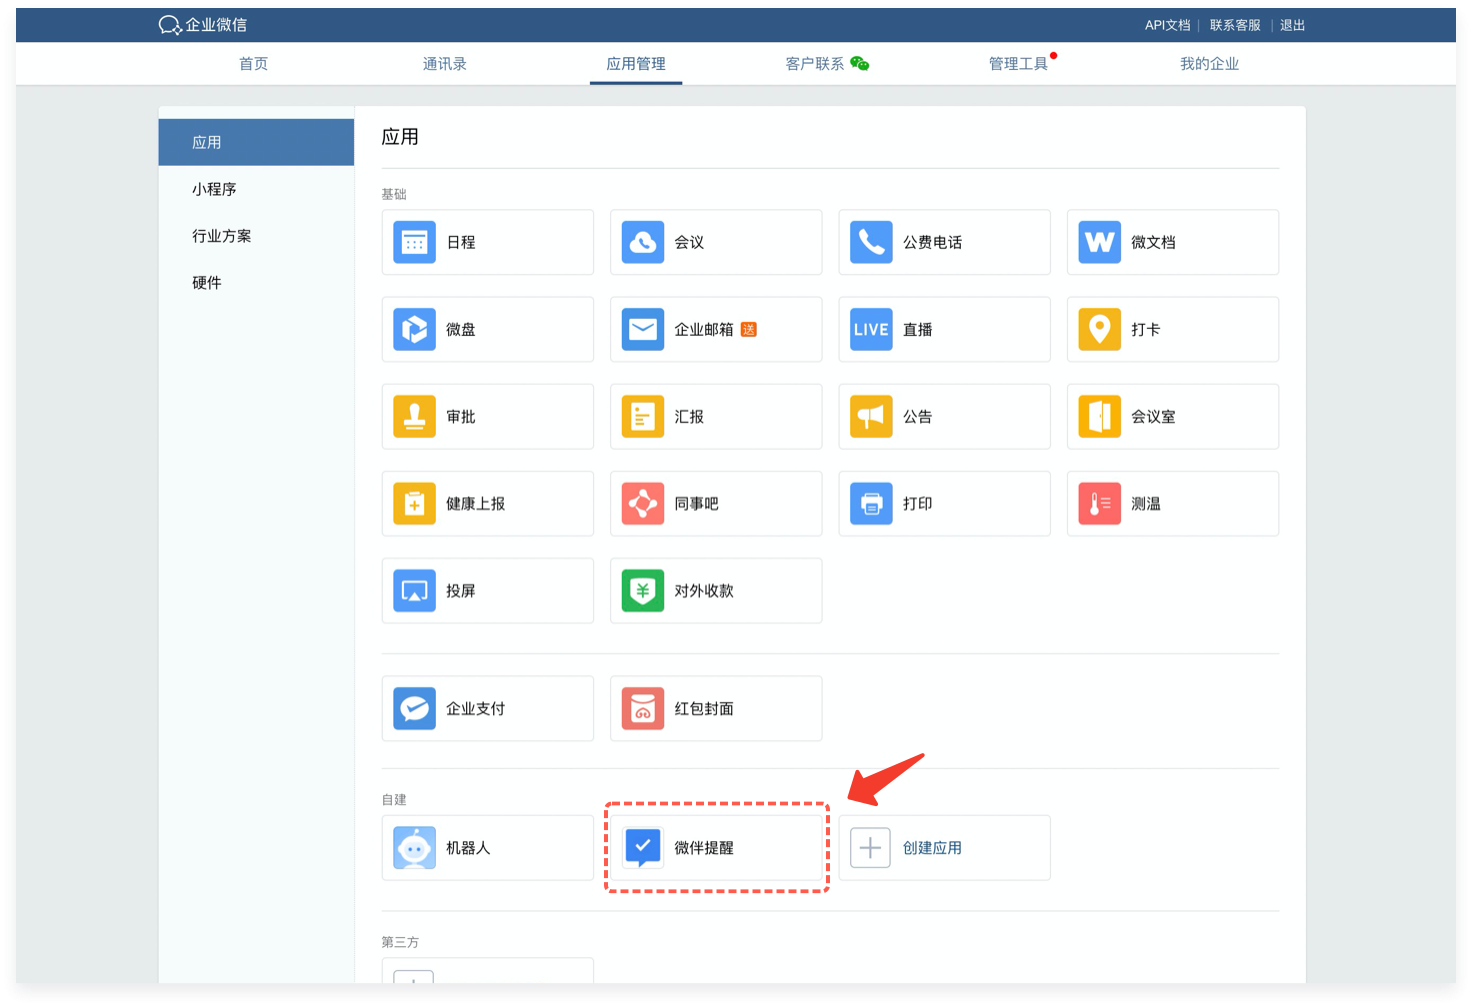 企业微信
API文档 | 联系客服 | 退出
首页 通讯录 应用管理 客户联系 管理工具 我的企业
应用
小程序
行业方案
硬件
应用
基础
日程 会议 公费电话 W 微文档
微盘 企业邮箱 送 LIVE 直播 打卡
审批 汇报 公告 会议室
健康上报 同事吧 打印 测温
投屏 ¥ 对外收款
企业支付 红包封面
自建
机器人 微伴提醒 创建应用
第三方